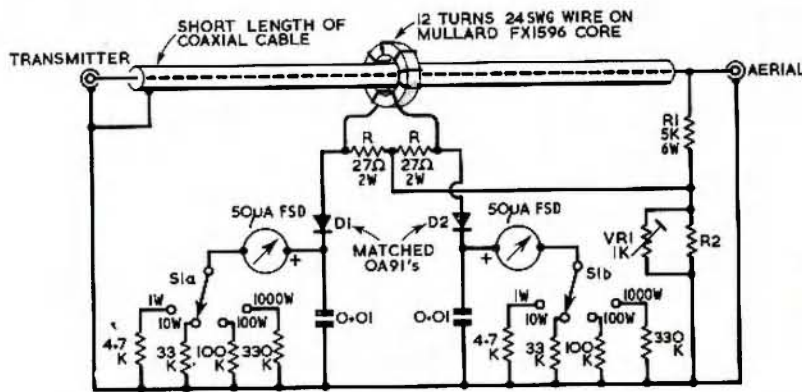 SHORT LENGTH OF
COAXIAL CABLE
12 TURNS 24SWG WIRE ON
MULLARD FX1596 CORE
TRANSMITTER
AERIAL
R1
5K
6W
R
27Ω
2W
R
27Ω
2W
50μA FSD
D1
D2
50μA FSD
MATCHED
OA91's
VR1
1K
R2
S1a
+
+
S1b
1W
10W
100W
1000W
0·01
0·01
1W
10W
100W
1000W
4·7
K
33
K
100
K
330
K
4·7
K
33
K
100
K
330
K